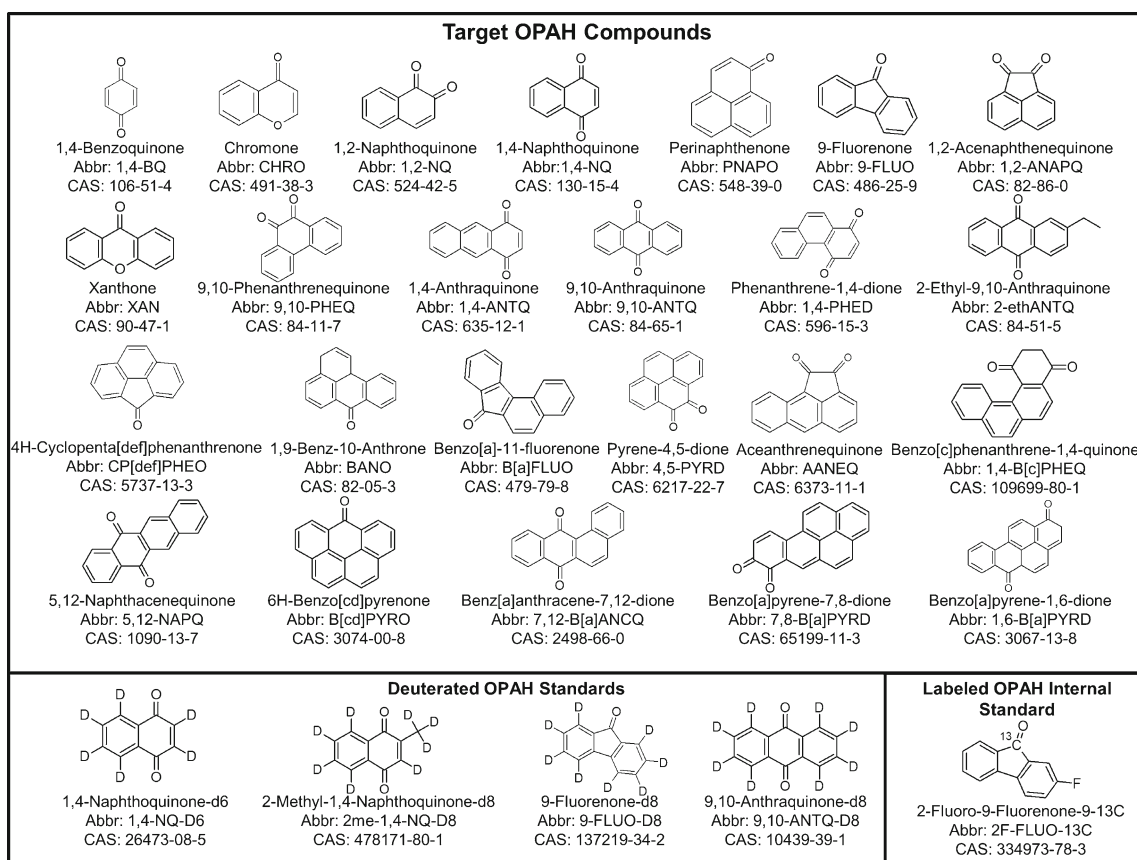 Target OPAH Compounds
1,4-Benzoquinone
Abbr: 1,4-BQ
CAS: 106-51-4
Chromone
Abbr: CHRO
CAS: 491-38-3
1,2-Naphthoquinone
Abbr: 1,2-NQ
CAS: 524-42-5
1,4-Naphthoquinone
Abbr:1,4-NQ
CAS: 130-15-4
Perinaphthenone
Abbr: PNAPO
CAS: 548-39-0
9-Fluorenone
Abbr: 9-FLUO
CAS: 486-25-9
1,2-Acenaphthenequinone
Abbr: 1,2-ANAPQ
CAS: 82-86-0
Xanthone
Abbr: XAN
CAS: 90-47-1
9,10-Phenanthrenequinone
Abbr: 9,10-PHEQ
CAS: 84-11-7
1,4-Anthraquinone
Abbr: 1,4-ANTQ
CAS: 635-12-1
9,10-Anthraquinone
Abbr: 9,10-ANTQ
CAS: 84-65-1
Phenanthrene-1,4-dione
Abbr: 1,4-PHED
CAS: 596-15-3
2-Ethyl-9,10-Anthraquinone
Abbr: 2-ethANTQ
CAS: 84-51-5
4H-Cyclopenta[def]phenanthrenone
Abbr: CP[def]PHEO
CAS: 5737-13-3
1,9-Benz-10-Anthrone
Abbr: BANO
CAS: 82-05-3
Benzo[a]-11-fluorenone
Abbr: B[a]FLUO
CAS: 479-79-8
Pyrene-4,5-dione
Abbr: 4,5-PYRD
CAS: 6217-22-7
Aceanthrenequinone
Abbr: AANEQ
CAS: 6373-11-1
Benzo[c]phenanthrene-1,4-quinone
Abbr: 1,4-B[c]PHEQ
CAS: 109699-80-1
5,12-Naphthacenequinone
Abbr: 5,12-NAPQ
CAS: 1090-13-7
6H-Benzo[cd]pyrenone
Abbr: B[cd]PYRO
CAS: 3074-00-8
Benz[a]anthracene-7,12-dione
Abbr: 7,12-B[a]ANCQ
CAS: 2498-66-0
Benzo[a]pyrene-7,8-dione
Abbr: 7,8-B[a]PYRD
CAS: 65199-11-3
Benzo[a]pyrene-1,6-dione
Abbr: 1,6-B[a]PYRD
CAS: 3067-13-8
Deuterated OPAH Standards
1,4-Naphthoquinone-d6
Abbr: 1,4-NQ-D6
CAS: 26473-08-5
2-Methyl-1,4-Naphthoquinone-d8
Abbr: 2me-1,4-NQ-D8
CAS: 478171-80-1
9-Fluorenone-d8
Abbr: 9-FLUO-D8
CAS: 137219-34-2
9,10-Anthraquinone-d8
Abbr: 9,10-ANTQ-D8
CAS: 10439-39-1
Labeled OPAH Internal
Standard
2-Fluoro-9-Fluorenone-9-13C
Abbr: 2F-FLUO-13C
CAS: 334973-78-3